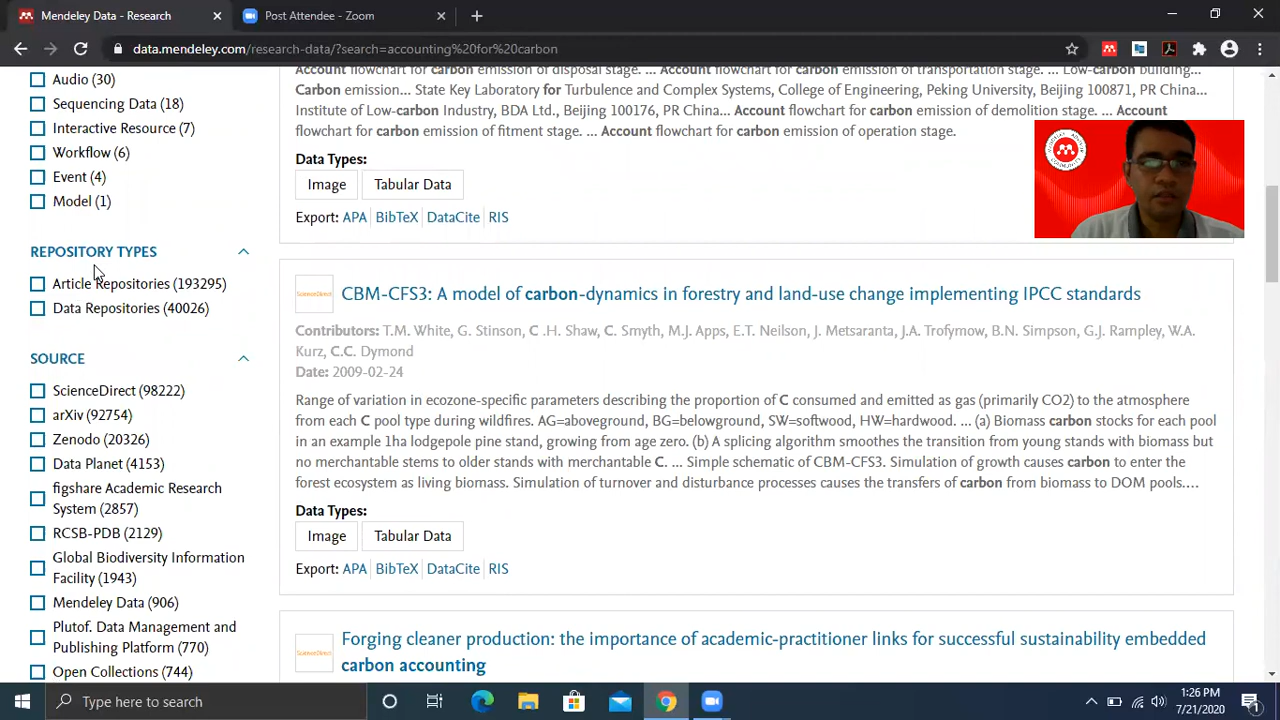 Mendeley Data - Research
Post Attendee - Zoom
data.mendeley.com/research-data/?search=accounting%20for%20carbon
Audio (30)
Sequencing Data (18)
Interactive Resource (7)
Workflow (6)
Event (4)
Model (1)
REPOSITORY TYPES
Article Repositories (193295)
Data Repositories (40026)
SOURCE
ScienceDirect (98222)
arXiv (92754)
Zenodo (20326)
Data Planet (4153)
figshare Academic Research
System (2857)
RCSB-PDB (2129)
Global Biodiversity Information
Facility (1943)
Mendeley Data (906)
Plutof. Data Management and
Publishing Platform (770)
Open Collections (744)
Account flowchart for carbon emission of disposal stage. ... Account flowchart for carbon emission of transportation stage. ... Low-carbon building...
Carbon emission... State Key Laboratory for Turbulence and Complex Systems, College of Engineering, Peking University, Beijing 100871, PR China...
Institute of Low-carbon Industry, BDA Ltd., Beijing 100176, PR China... Account flowchart for carbon emission of demolition stage. ... Account
flowchart for carbon emission of fitment stage. ... Account flowchart for carbon emission of operation stage.
Data Types:
Image Tabular Data
Export: APA BibTeX DataCite RIS
ScienceDirect
CBM-CFS3: A model of carbon-dynamics in forestry and land-use change implementing IPCC standards
Contributors: T.M. White, G. Stinson, C .H. Shaw, C. Smyth, M.J. Apps, E.T. Neilson, J. Metsaranta, J.A. Trofymow, B.N. Simpson, G.J. Rampley, W.A.
Kurz, C.C. Dymond
Date: 2009-02-24
Range of variation in ecozone-specific parameters describing the proportion of C consumed and emitted as gas (primarily CO2) to the atmosphere
from each C pool type during wildfires. AG=aboveground, BG=belowground, SW=softwood, HW=hardwood. ... (a) Biomass carbon stocks for each pool
in an example 1ha lodgepole pine stand, growing from age zero. (b) A splicing algorithm smoothes the transition from young stands with biomass but
no merchantable stems to older stands with merchantable C. ... Simple schematic of CBM-CFS3. Simulation of growth causes carbon to enter the
forest ecosystem as living biomass. Simulation of turnover and disturbance processes causes the transfers of carbon from biomass to DOM pools....
Data Types:
Image Tabular Data
Export: APA BibTeX DataCite RIS
ScienceDirect
Forging cleaner production: the importance of academic-practitioner links for successful sustainability embedded
carbon accounting
Type here to search
1:26 PM
7/21/2020